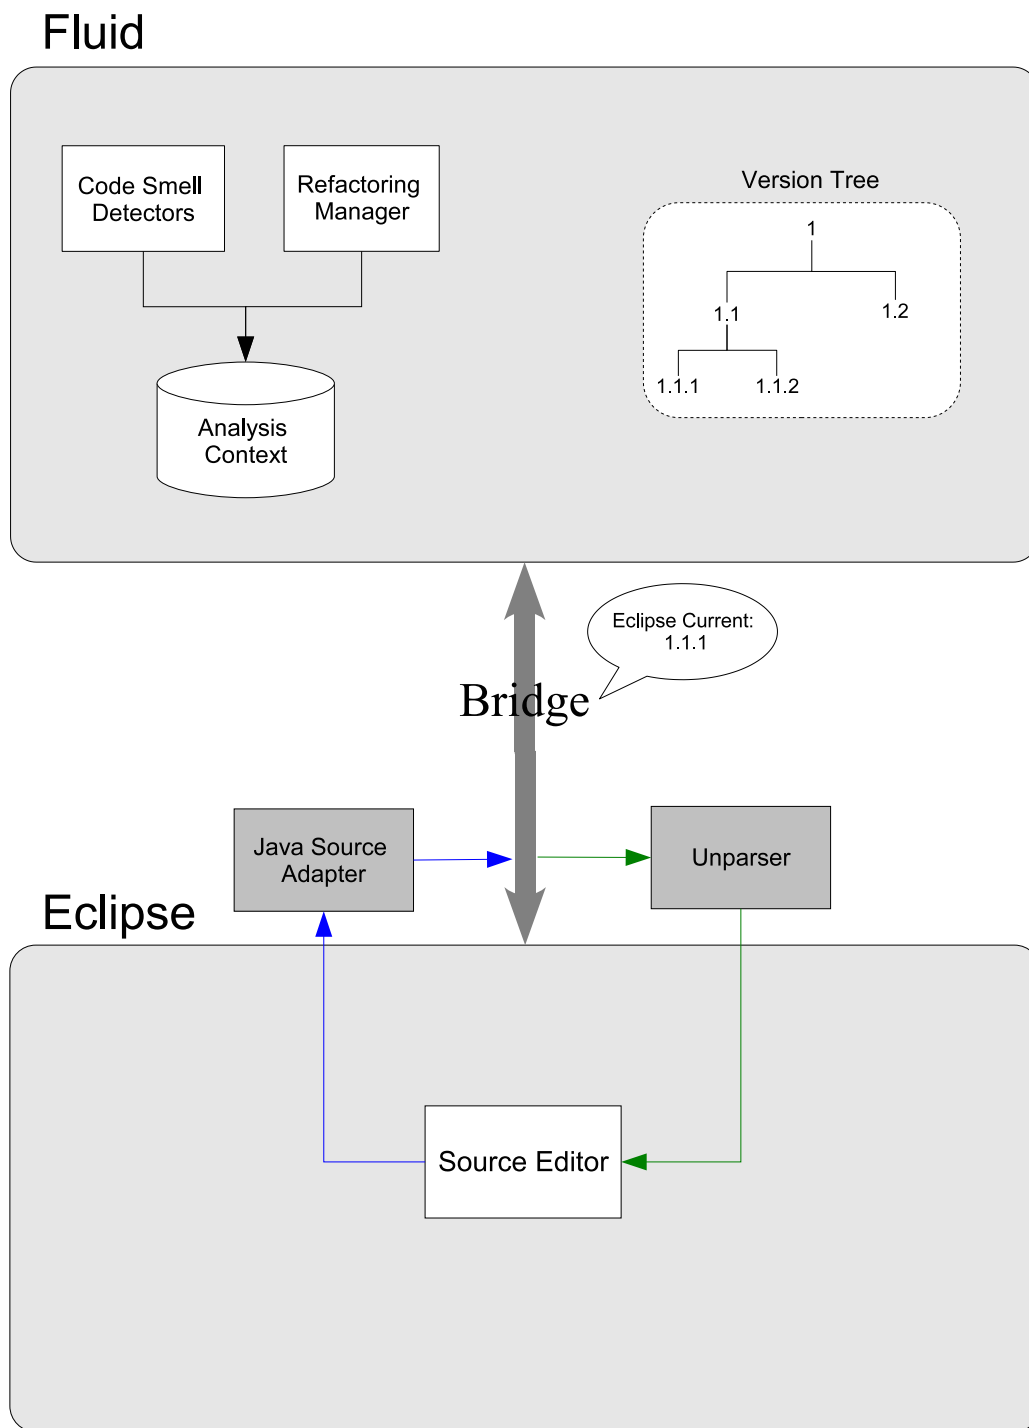 Fluid
Code Smell
Detectors
Refactoring
Manager
Version Tree
1
1.1
1.2
1.1.1
1.1.2
Analysis
Context
Eclipse Current:
1.1.1
Bridge
Java Source
Adapter
Unparser
Eclipse
Source Editor